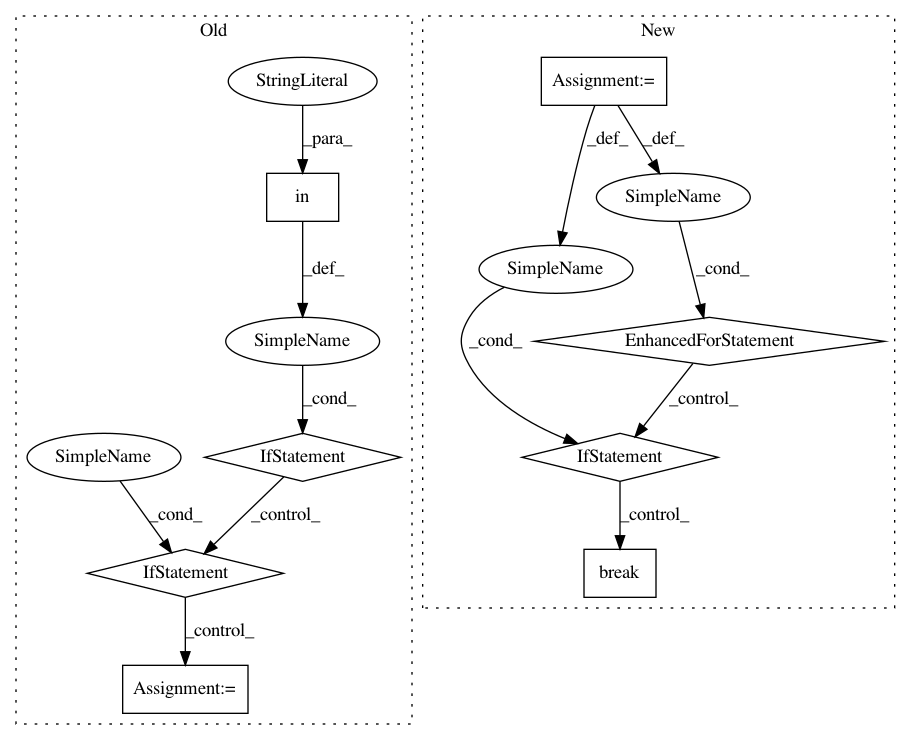 Old
New
StringLiteral
Assignment:=
_para_
_def_
_def_
in
SimpleName
_def_
SimpleName
_cond_
SimpleName
EnhancedForStatement
_cond_
_cond_
_control_
SimpleName
IfStatement
IfStatement
_cond_
_control_
_control_
IfStatement
break
_control_
Assignment:=